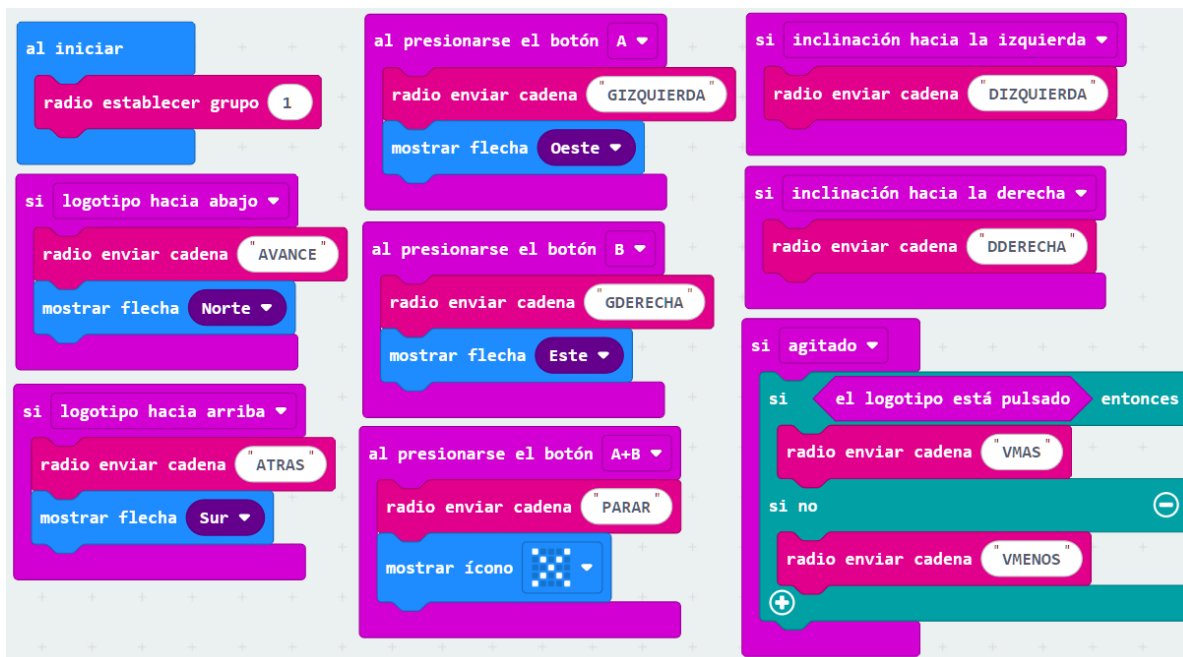 al iniciar
radio establecer grupo 1
si logotipo hacia abajo
radio enviar cadena "AVANCE"
mostrar flecha Norte
si logotipo hacia arriba
radio enviar cadena "ATRAS"
mostrar flecha Sur
al presionarse el botón A
radio enviar cadena "GIZQUIERDA"
mostrar flecha Oeste
al presionarse el botón B
radio enviar cadena "GDERECHA"
mostrar flecha Este
al presionarse el botón A+B
radio enviar cadena "PARAR"
mostrar ícono
si inclinación hacia la izquierda
radio enviar cadena "DIZQUIERDA"
si inclinación hacia la derecha
radio enviar cadena "DDERECHA"
si agitado
si el logotipo está pulsado entonces
radio enviar cadena "VMAS"
si no
radio enviar cadena "VMENOS"